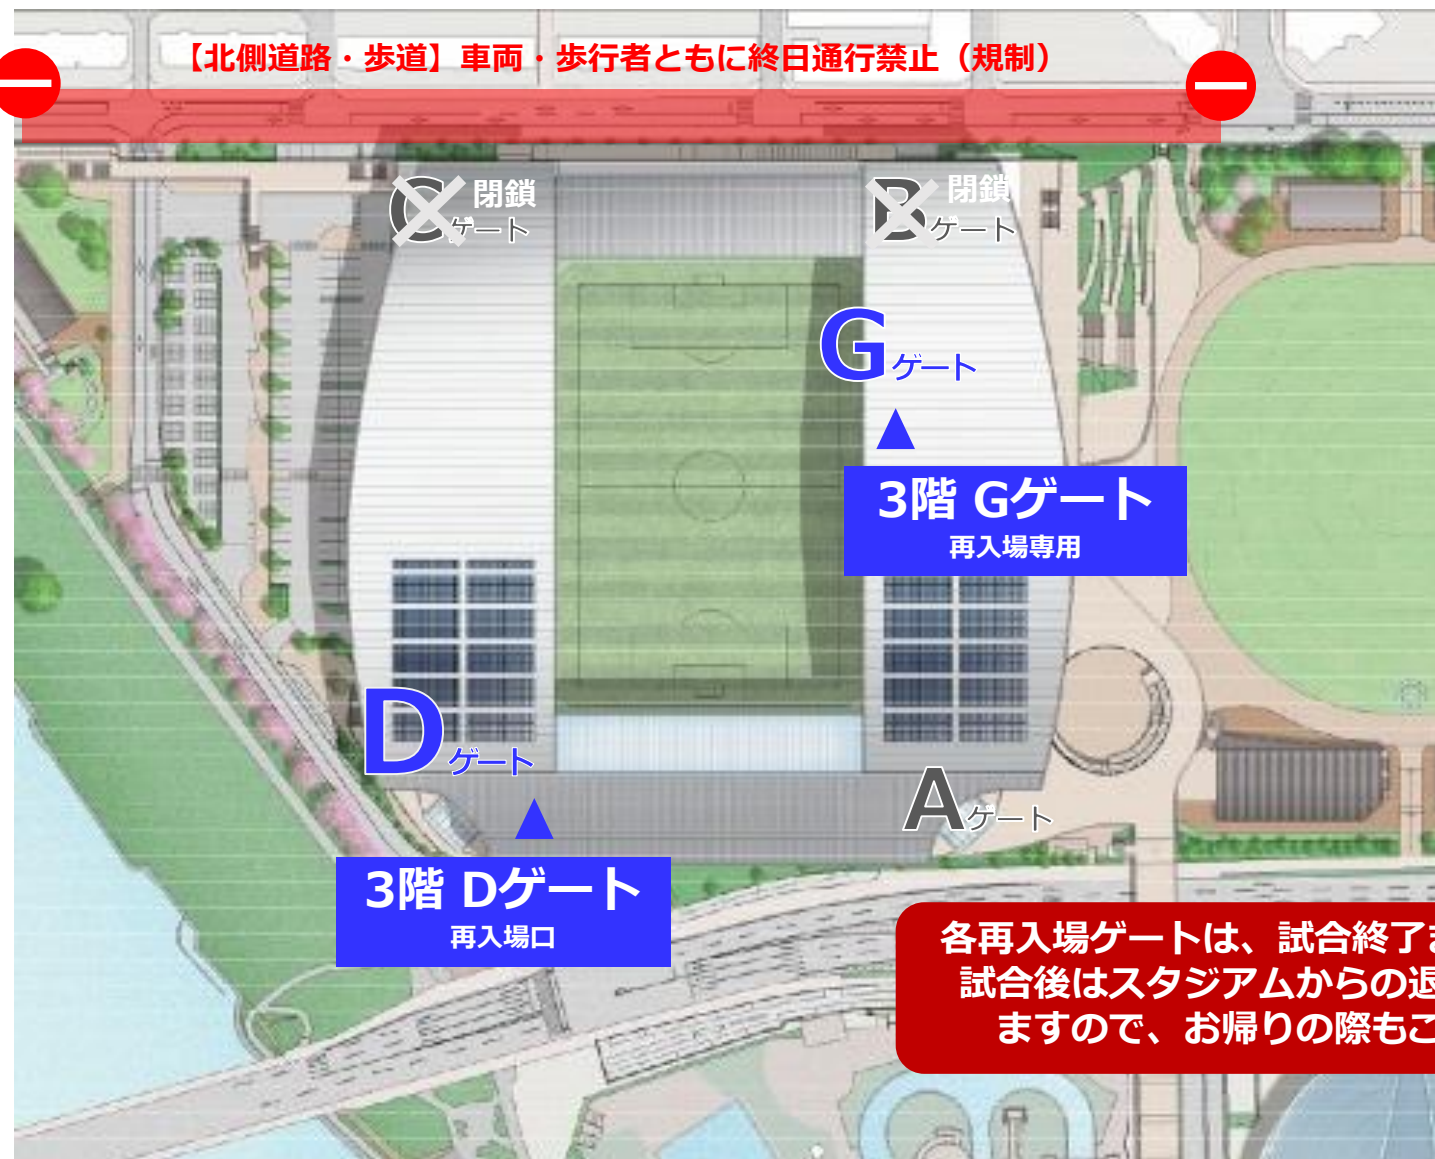 【北側道路・歩道】車両・歩行者ともに終日通行禁止（規制）
C 閉鎖
ゲート
B 閉鎖
ゲート
Gゲート
3階 Gゲート
再入場専用
Dゲート
Aゲート
3階 Dゲート
再入場口
各再入場ゲートは、試合終了
試合後はスタジアムからの退
ますので、お帰りの際もこ